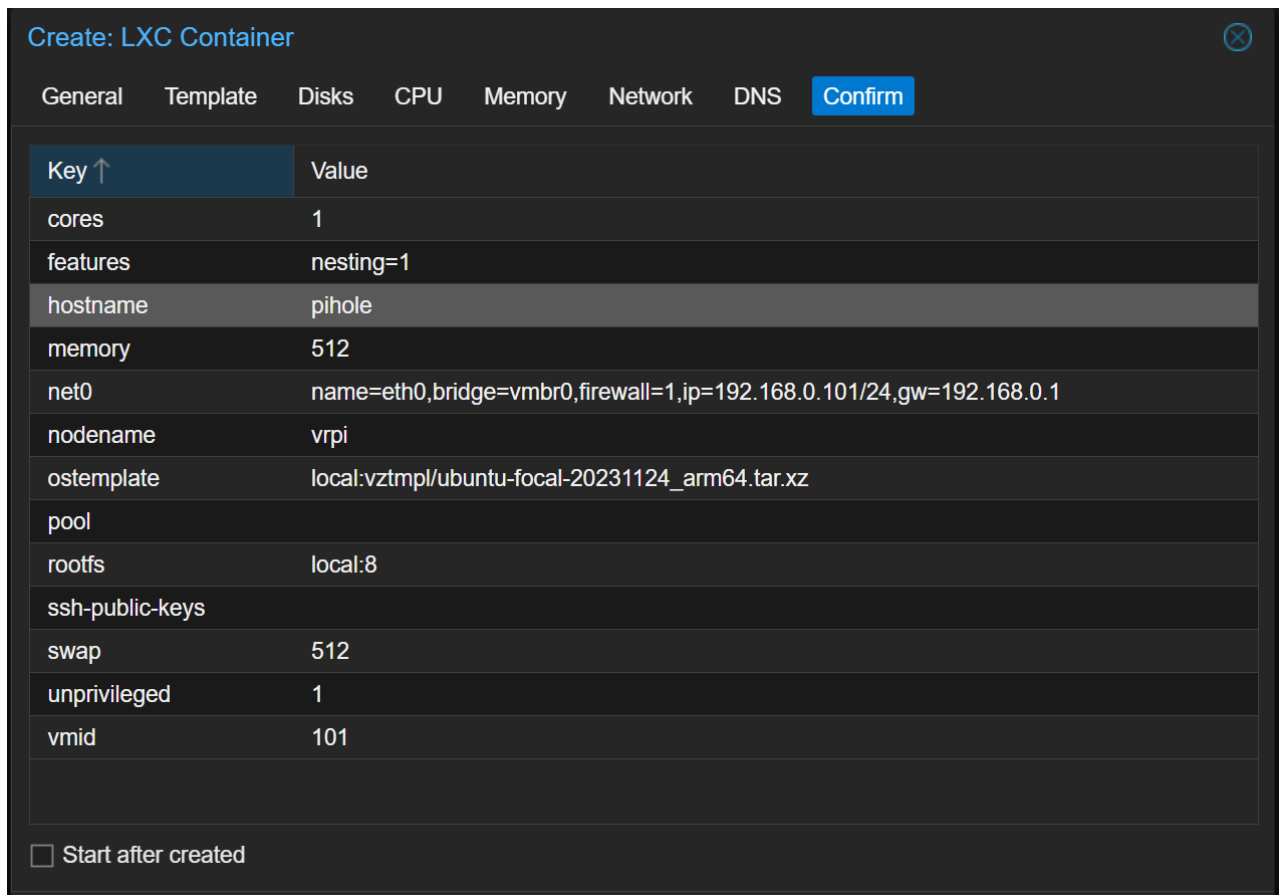 Create: LXC Container
General Template Disks CPU Memory Network DNS Confirm
Key Value
cores 1
features nesting=1
hostname pihole
memory 512
net0 name=eth0,bridge=vmbr0,firewall=1,ip=192.168.0.101/24,gw=192.168.0.1
nodename vrpi
ostemplate local:vztmpl/ubuntu-focal-20231124_arm64.tar.xz
pool
rootfs local:8
ssh-public-keys
swap 512
unprivileged 1
vmid 101
Start after created